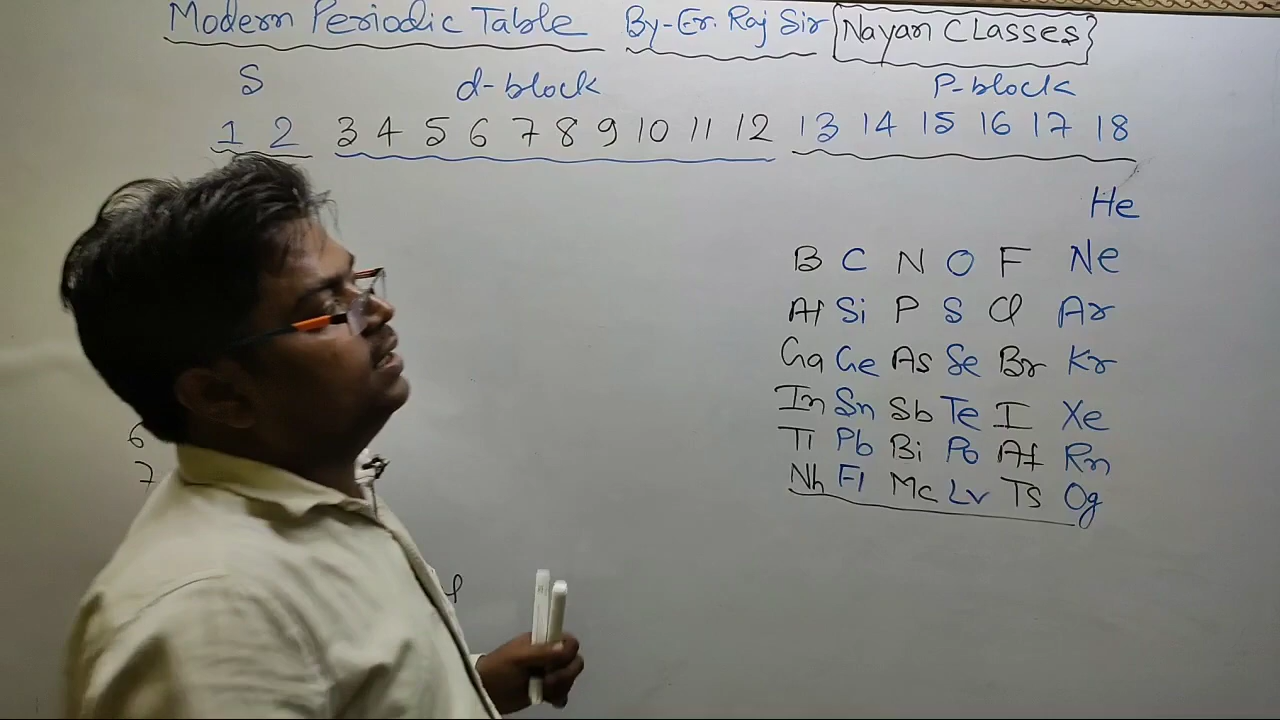 Modern Periodic Table By-Er. Raj Sir Nayan Classes
S d-block P-block
1 2 3 4 5 6 7 8 9 10 11 12 13 14 15 16 17 18
He
B C N O F Ne
Al Si P S Cl Ar
Ga Ge As Se Br Kr
In Sn Sb Te I Xe
6 Tl Pb Bi Po At Rn
7 Nh Fl Mc Lv Ts Og